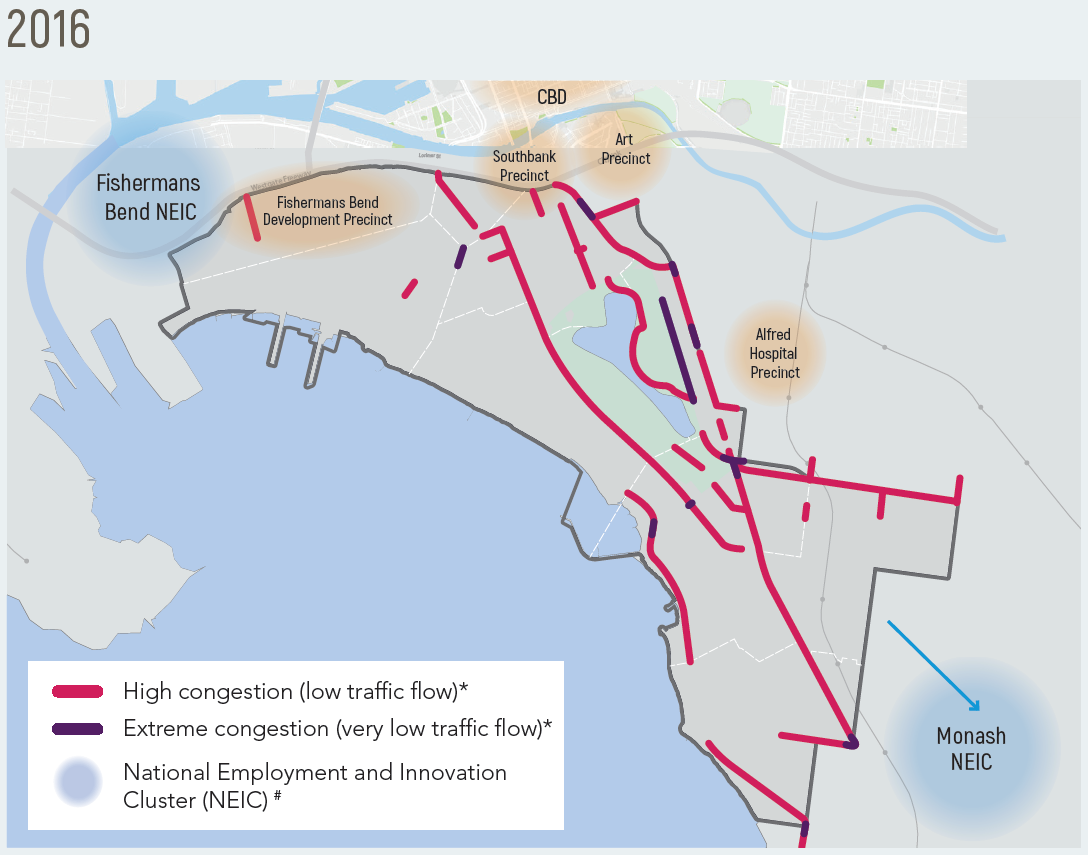 2016
CBD
Art
Precinct
Southbank
Precinct
Fishermans
Bend NEIC
Fishermans Bend
Development Precinct
Alfred
Hospital
Precinct
Monash
NEIC
High congestion (low traffic flow)*
Extreme congestion (very low traffic flow)*
National Employment and Innovation
Cluster (NEIC) #